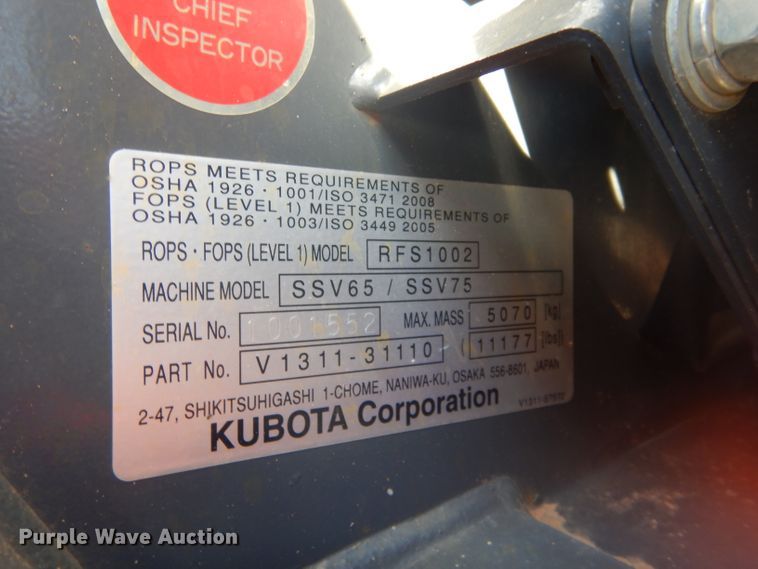 CHIEF
INSPECTOR
ROPS MEETS REQUIREMENTS OF
OSHA 1926・1001/ISO 3471 2008
FOPS (LEVEL 1) MEETS REQUIREMENTS OF
OSHA 1926・1003/ISO 3449 2005
ROPS・FOPS (LEVEL 1) MODEL RFS1002
MACHINE MODEL SSV65 / SSV75
SERIAL No. 1001552 MAX. MASS 5070 [kg]
PART No. V1311-31110 11177 [lbs]
2-47, SHIKITSUHIGASHI 1-CHOME, NANIWA-KU, OSAKA 556-8601, JAPAN
KUBOTA Corporation
Purple Wave Auction®